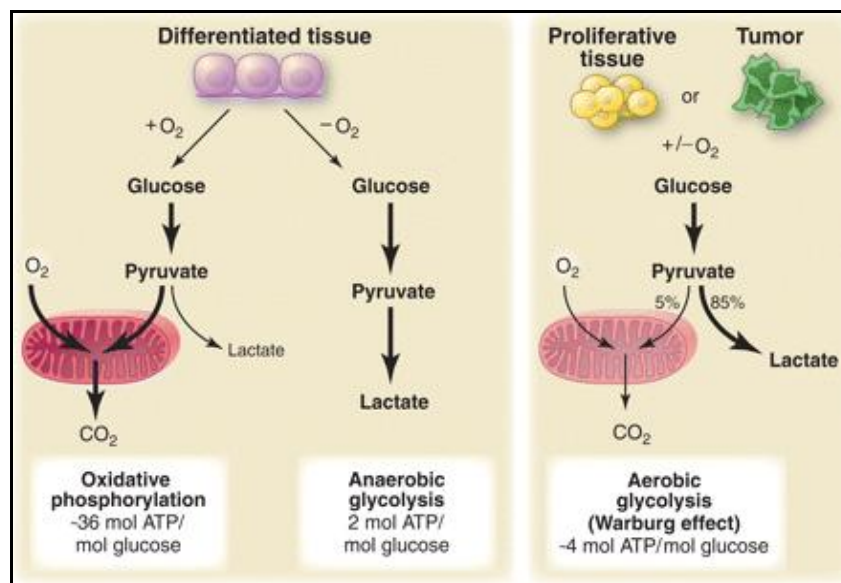 Differentiated tissue
+O2
−O2
Glucose
O2
Pyruvate
Lactate
CO2
Oxidative
phosphorylation
~36 mol ATP/
mol glucose
Glucose
Pyruvate
Lactate
Anaerobic
glycolysis
2 mol ATP/
mol glucose
Proliferative
tissue
or
Tumor
+/−O2
Glucose
O2
Pyruvate
5%
85%
Lactate
CO2
Aerobic
glycolysis
(Warburg effect)
~4 mol ATP/mol glucose